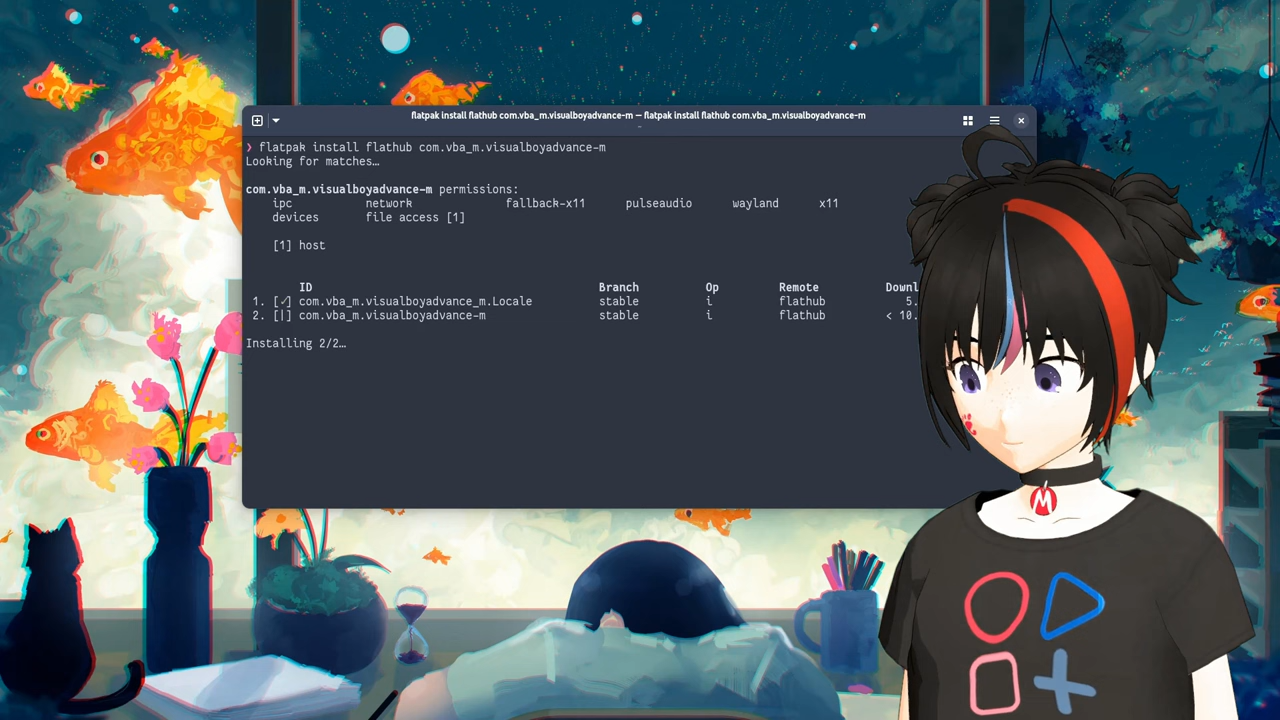 flatpak install flathub com.vba_m.visualboyadvance-m — flatpak install flathub com.vba_m.visualboyadvance-m
❯ flatpak install flathub com.vba_m.visualboyadvance-m
Looking for matches…
com.vba_m.visualboyadvance-m permissions:
ipc network fallback-x11 pulseaudio wayland x11
devices file access [1]
[1] host
ID Branch Op Remote Downl
1. [✓] com.vba_m.visualboyadvance_m.Locale stable i flathub 5.
2. [|] com.vba_m.visualboyadvance-m stable i flathub < 10.
Installing 2/2…
M